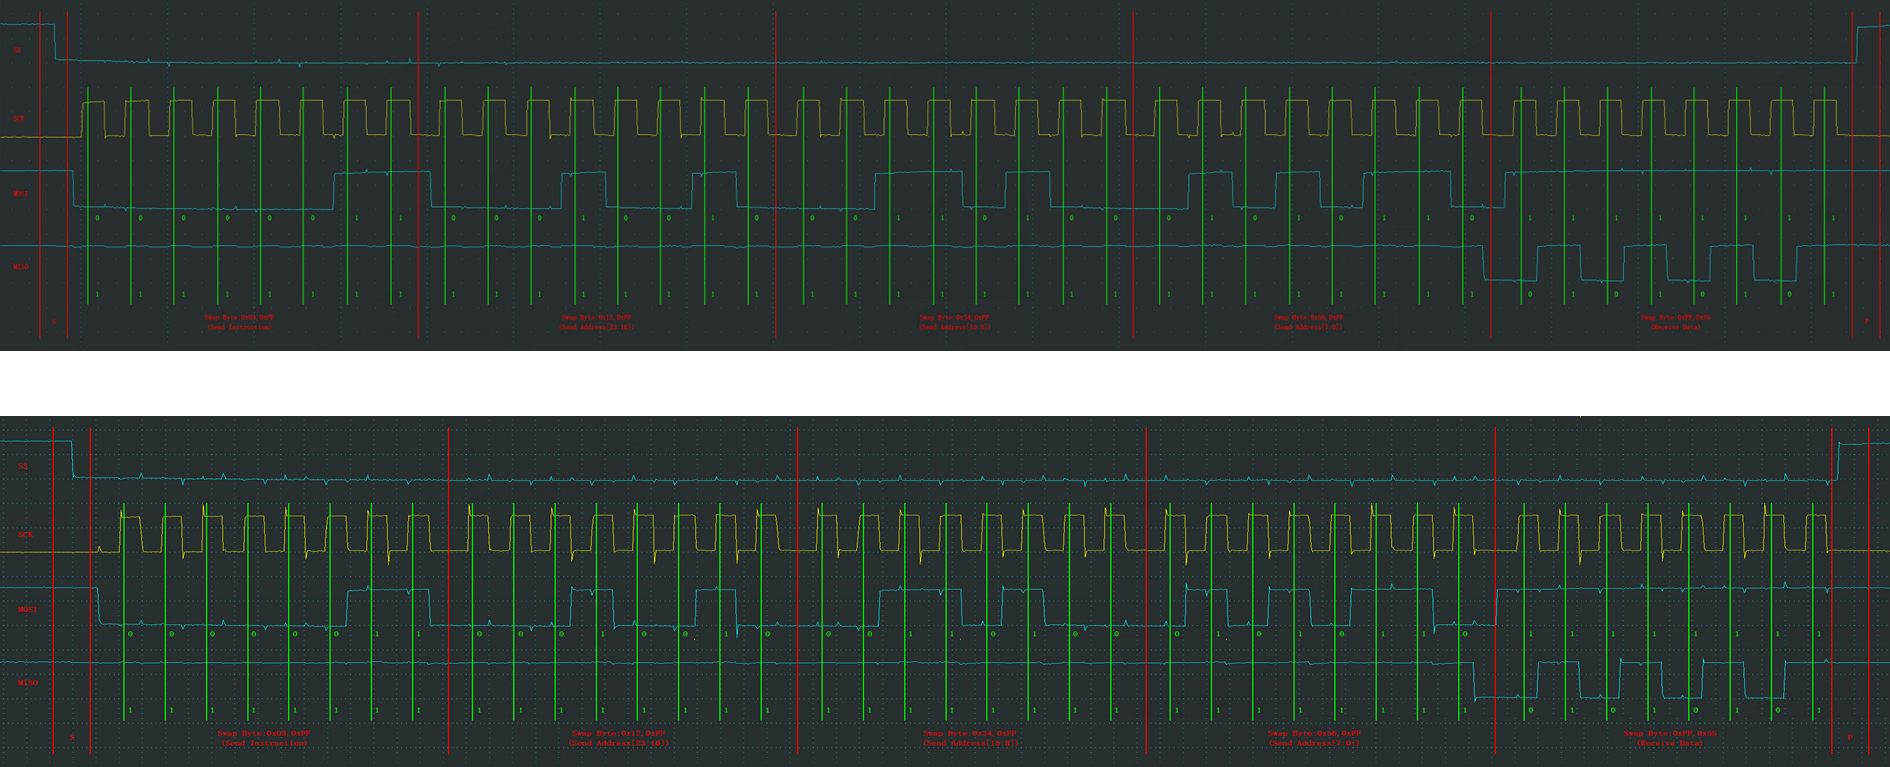 SS
SCK
MOSI
0 0 0 0 0 0 1 1 0 0 0 1 0 0 1 0 0 0 1 1 0 1 0 0 0 1 0 1 0 1 1 0 1 1 1 1 1 1 1 1
MISO
1 1 1 1 1 1 1 1 1 1 1 1 1 1 1 1 1 1 1 1 1 1 1 1 1 1 1 1 1 1 1 1 0 1 0 1 0 1 0 1
S
Swap Byte:0x03,0xFF
(Send Instruction)
Swap Byte:0x12,0xFF
(Send Address[23:16])
Swap Byte:0x34,0xFF
(Send Address[15:8])
Swap Byte:0x56,0xFF
(Send Address[7:0])
Swap Byte:0xFF,0x55
(Receive Data)
P
SS
SCK
MOSI
0 0 0 0 0 0 1 1 0 0 0 1 0 0 1 0 0 0 1 1 0 1 0 0 0 1 0 1 0 1 1 0 1 1 1 1 1 1 1 1
MISO
1 1 1 1 1 1 1 1 1 1 1 1 1 1 1 1 1 1 1 1 1 1 1 1 1 1 1 1 1 1 1 1 0 1 0 1 0 1 0 1
S
Swap Byte:0x03,0xFF
(Send Instruction)
Swap Byte:0x12,0xFF
(Send Address[23:16])
Swap Byte:0x34,0xFF
(Send Address[15:8])
Swap Byte:0x56,0xFF
(Send Address[7:0])
Swap Byte:0xFF,0x55
(Receive Data)
P